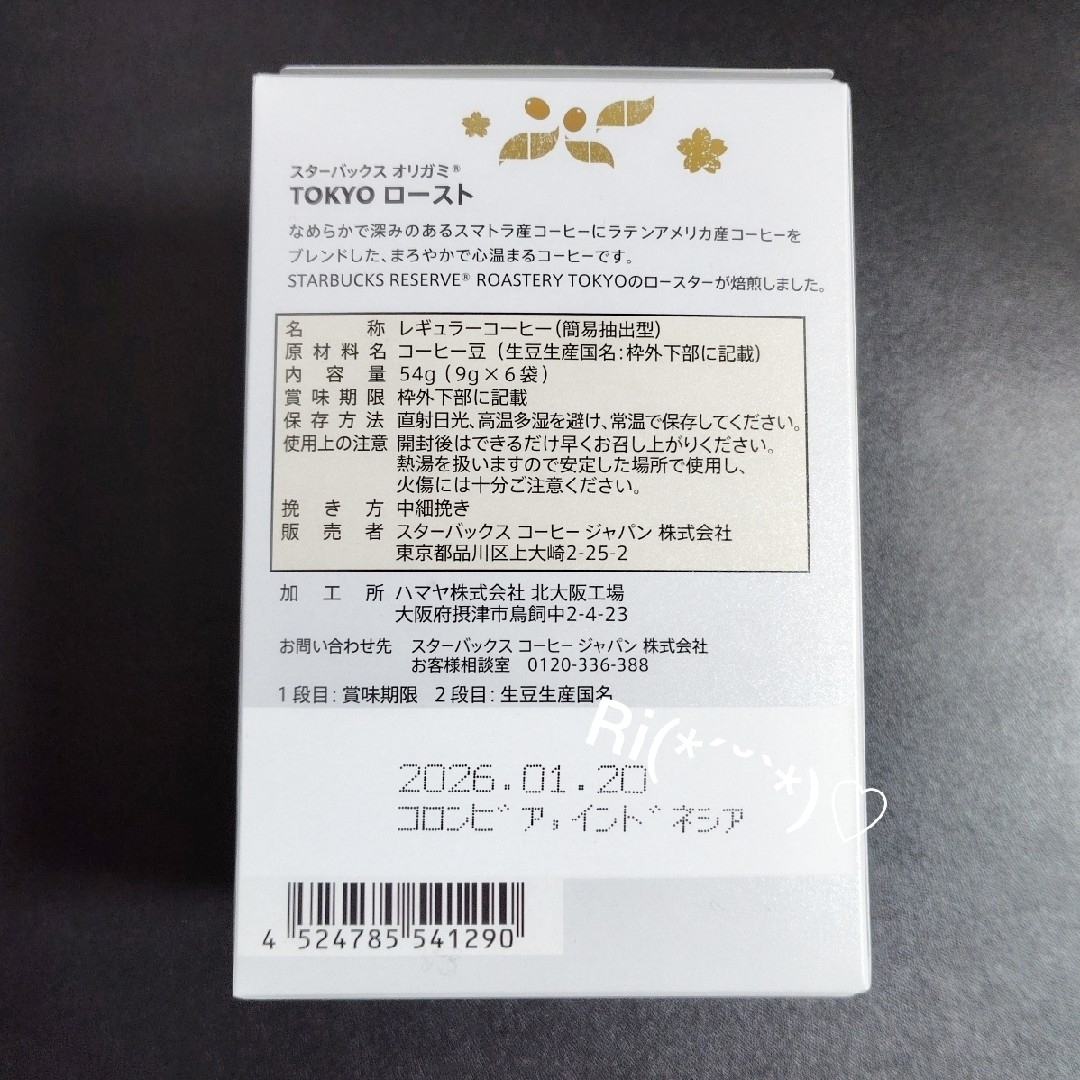 スターバックス オリガミ®
TOKYO ロースト
なめらかで深みのあるスマトラ産コーヒーにラテンアメリカ産コーヒーを
ブレンドした、まろやかで心温まるコーヒーです。
STARBUCKS RESERVE® ROASTERY TOKYOのロースターが焙煎しました。
名称 レギュラーコーヒー(簡易抽出型)
原材料名 コーヒー豆(生豆生産国名:枠外下部に記載)
内容量 54g(9g×6袋)
賞味期限 枠外下部に記載
保存方法 直射日光、高温多湿を避け、常温で保存してください。
使用上の注意 開封後はできるだけ早くお召し上がりください。
熱湯を扱いますので安定した場所で使用し、
火傷には十分ご注意ください。
挽き方 中細挽き
販売者 スターバックス コーヒー ジャパン 株式会社
東京都品川区上大崎2-25-2
加工所 ハマヤ株式会社 北大阪工場
大阪府摂津市鳥飼中2-4-23
お問い合わせ先 スターバックス コーヒー ジャパン 株式会社
お客様相談室 0120-336-388
1段目:賞味期限 2段目:生豆生産国名
Ri(*´˘`*)♡
2026.01.20
コロンビア,インドネシア
4 524785 541290